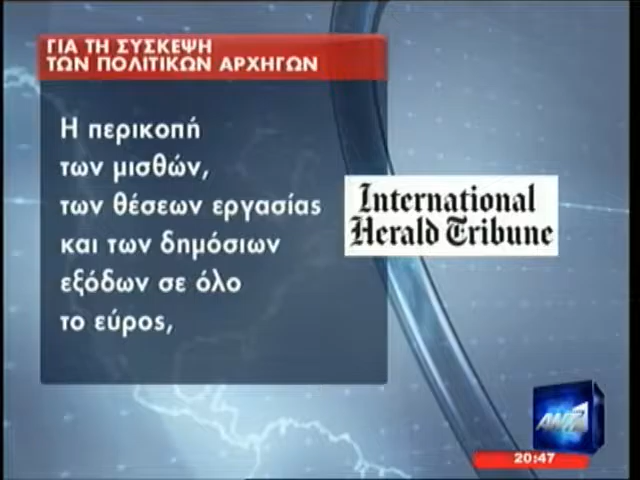 ΓΙΑ ΤΗ ΣΥΣΚΕΨΗ
ΤΩΝ ΠΟΛΙΤΙΚΩΝ ΑΡΧΗΓΩΝ
Η περικοπή
των μισθών,
των θέσεων εργασίας
και των δημόσιων
εξόδων σε όλο
το εύρος,
International
Herald Tribune
ΑΝΤ1
20:47